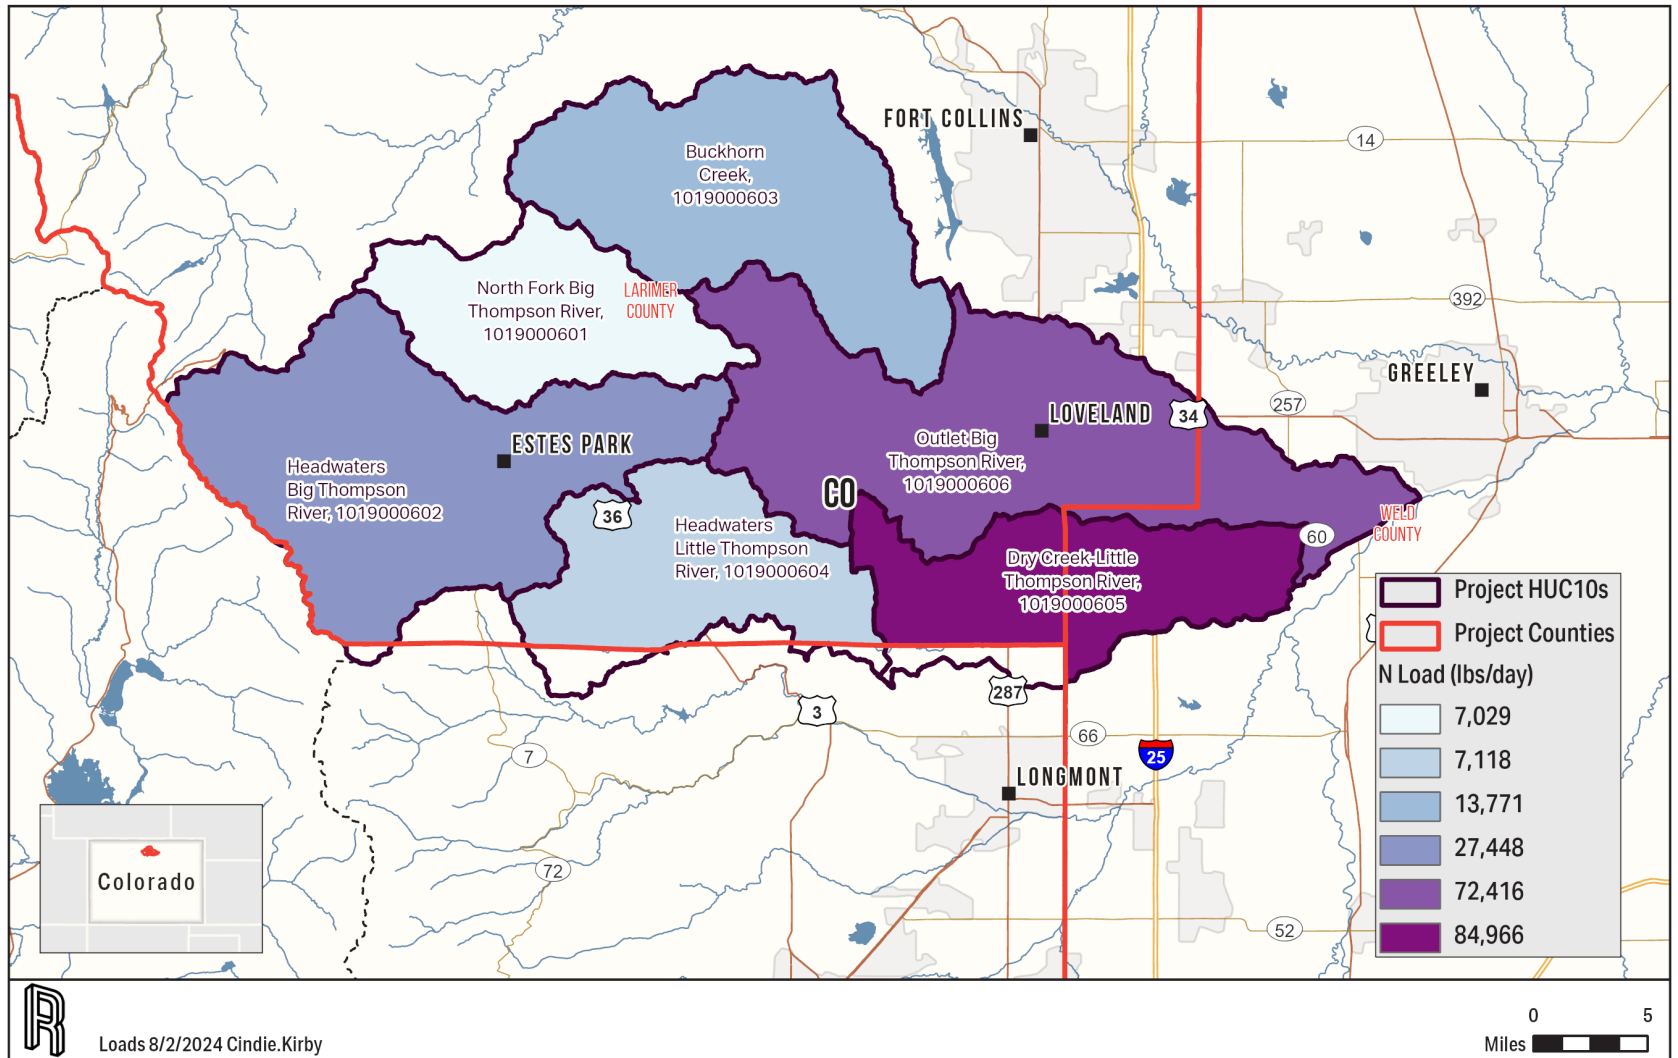 FORT COLLINS
14
Buckhorn
Creek,
1019000603
North Fork Big
Thompson River,
1019000601
LARIMER
COUNTY
392
GREELEY
257
34
LOVELAND
ESTES PARK
Outlet Big
Thompson River,
1019000606
Headwaters
Big Thompson
River, 1019000602
CO
36
Headwaters
Little Thompson
River, 1019000604
WELD
COUNTY
60
Dry Creek-Little
Thompson River,
1019000605
287
3
66
7
25
LONGMONT
72
52
Colorado
Project HUC10s
Project Counties
N Load (lbs/day)
7,029
7,118
13,771
27,448
72,416
84,966
R
Loads 8/2/2024 Cindie.Kirby
0 5
Miles